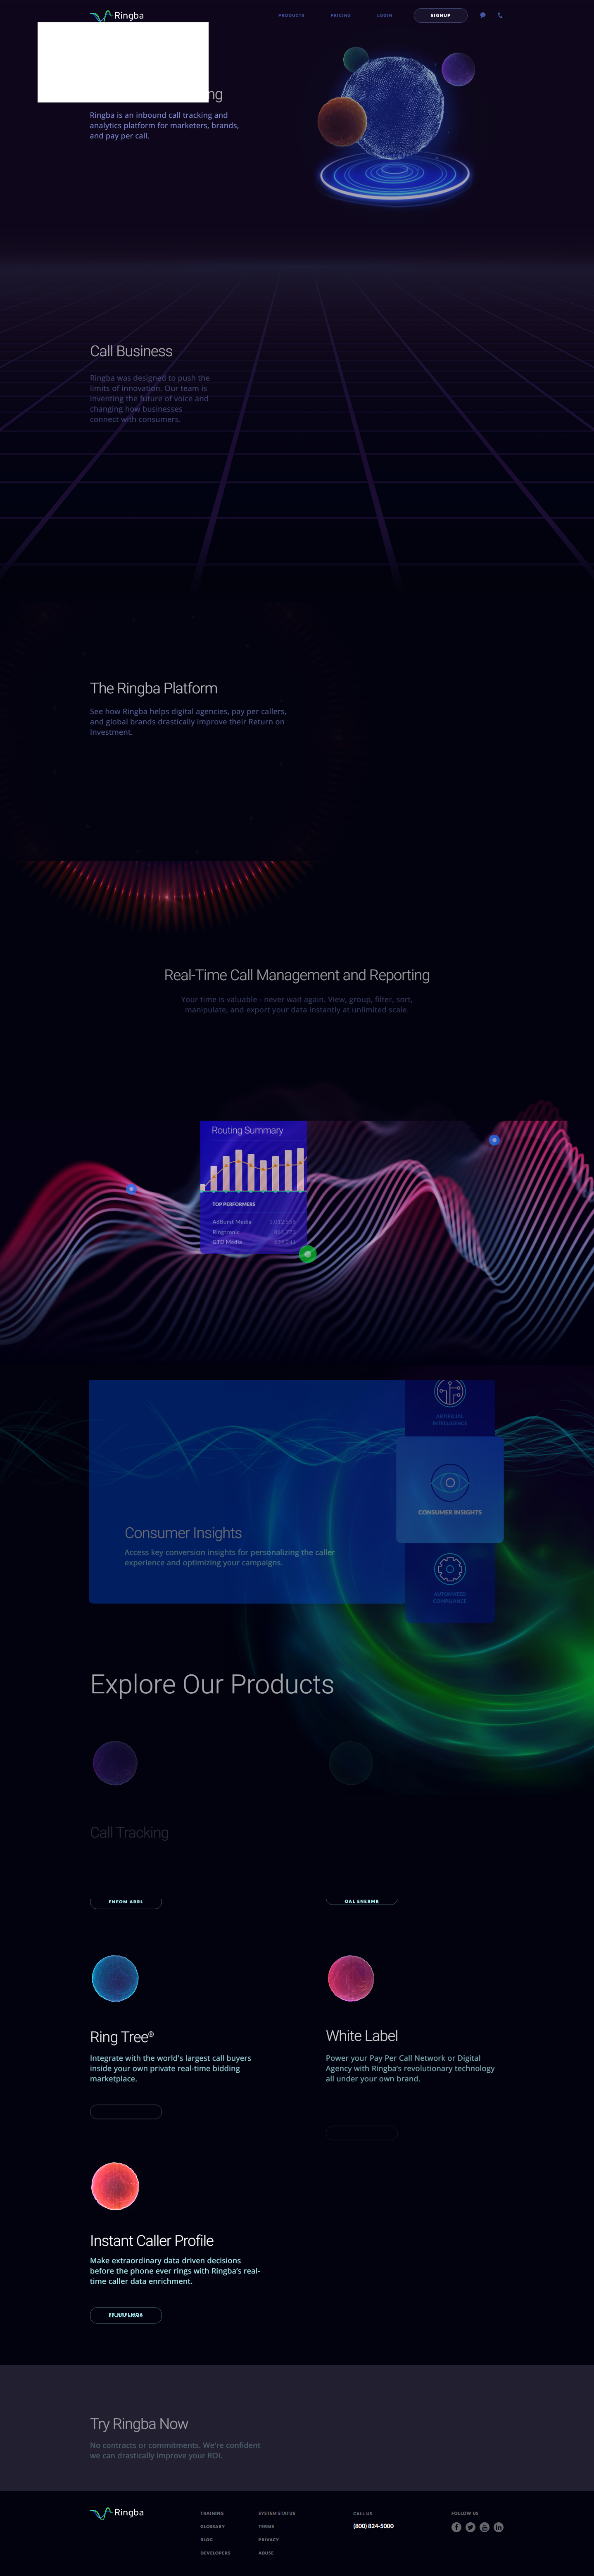 Ringba
PRODUCTS
PRICING
LOGIN
SIGNUP
ng
Ringba is an inbound call tracking and
analytics platform for marketers, brands,
and pay per call.
Call Business
Ringba was designed to push the
limits of innovation. Our team is
inventing the future of voice and
changing how businesses
connect with consumers.
The Ringba Platform
See how Ringba helps digital agencies, pay per callers,
and global brands drastically improve their Return on
Investment.
Real-Time Call Management and Reporting
Your time is valuable - never wait again. View, group, filter, sort,
manipulate, and export your data instantly at unlimited scale.
Routing Summary
TOP PERFORMERS
AdBurst Media
Ringtronic
GTD Media
ARTIFICIAL
INTELLIGENCE
CONSUMER INSIGHTS
Consumer Insights
Access key conversion insights for personalizing the caller
experience and optimizing your campaigns.
AUTOMATED
COMPLIANCE
Explore Our Products
Call Tracking
ENEOM ARRL
OAL ENERMR
Ring Tree®
Integrate with the world's largest call buyers
inside your own private real-time bidding
marketplace.
White Label
Power your Pay Per Call Network or Digital
Agency with Ringba's revolutionary technology
all under your own brand.
Instant Caller Profile
Make extraordinary data driven decisions
before the phone ever rings with Ringba's real-
time caller data enrichment.
Try Ringba Now
No contracts or commitments. We're confident
we can drastically improve your ROI.
Ringba
TRAINING
GLOSSARY
BLOG
DEVELOPERS
SYSTEM STATUS
TERMS
PRIVACY
ABUSE
CALL US
(800) 824-5000
FOLLOW US